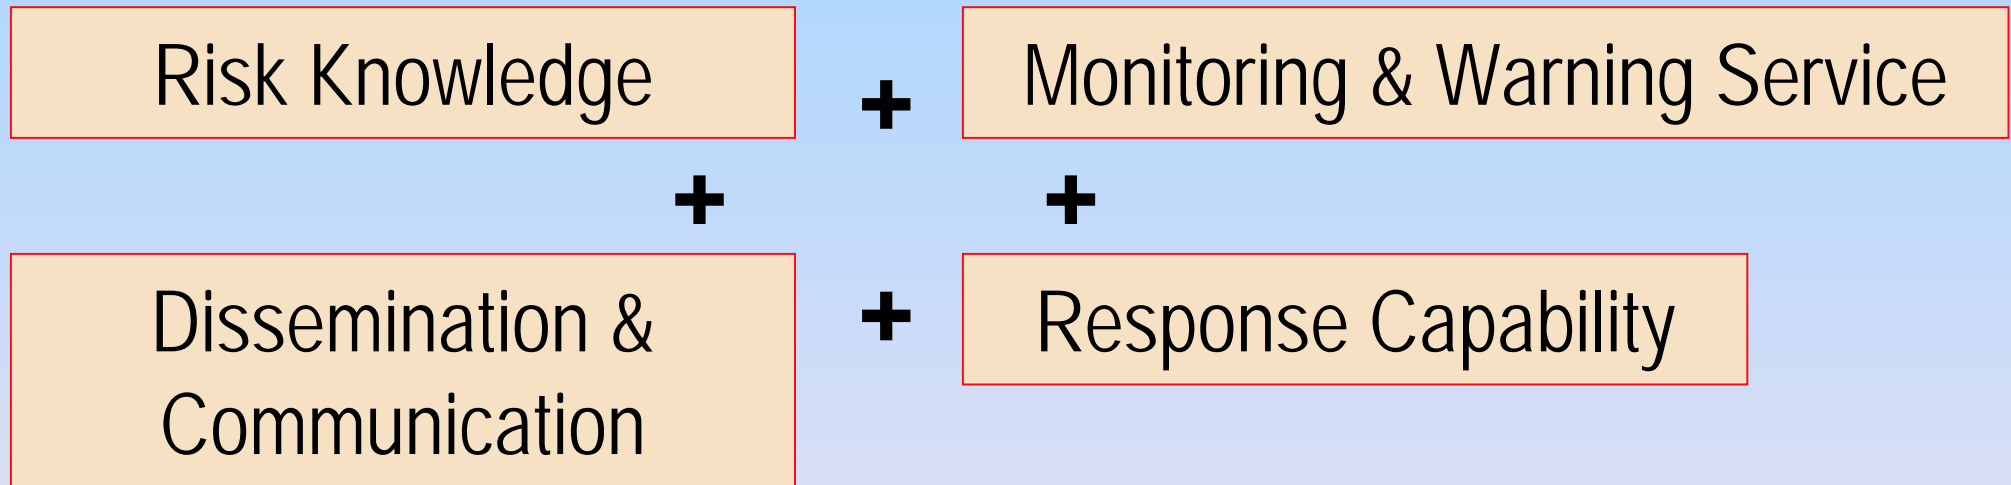 Risk Knowledge
+
Monitoring & Warning Service
+
+
Dissemination &
Communication
+
Response Capability